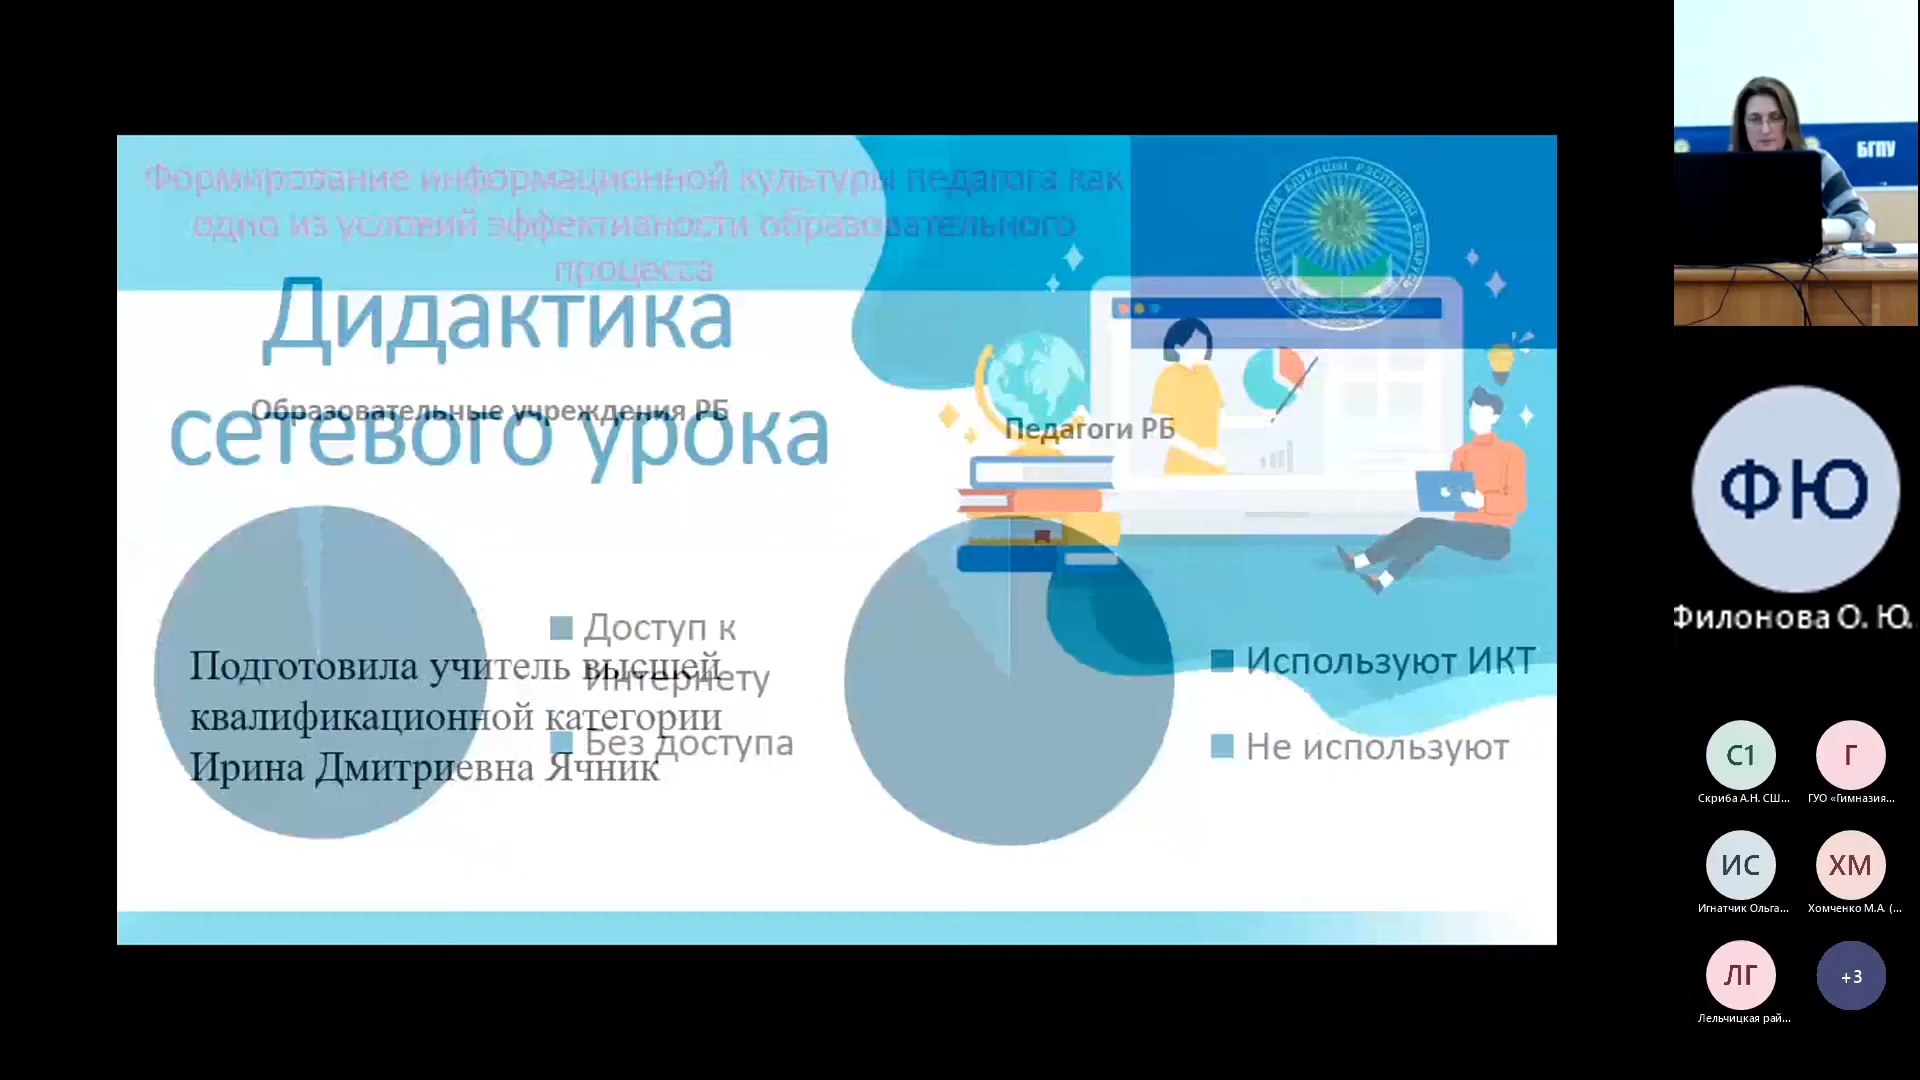 Формирование информационной культуры педагога как
одно из условий эффективности образовательного
процесса
Дидактика
сетевого урока
Образовательные учреждения РБ
Педагоги РБ
Доступ к
Интернету
Без доступа
Используют ИКТ
Не используют
Подготовила учитель высшей
квалификационной категории
Ирина Дмитриевна Ячник
БГПУ
ФЮ
Филонова О. Ю.
С1
Скриба А.Н. СШ...
Г
ГУО «Гимназия...
ИС
Игнатчик Ольга...
ХМ
Хомченко М.А. (...
ЛГ
Лельчицкая рай...
+3